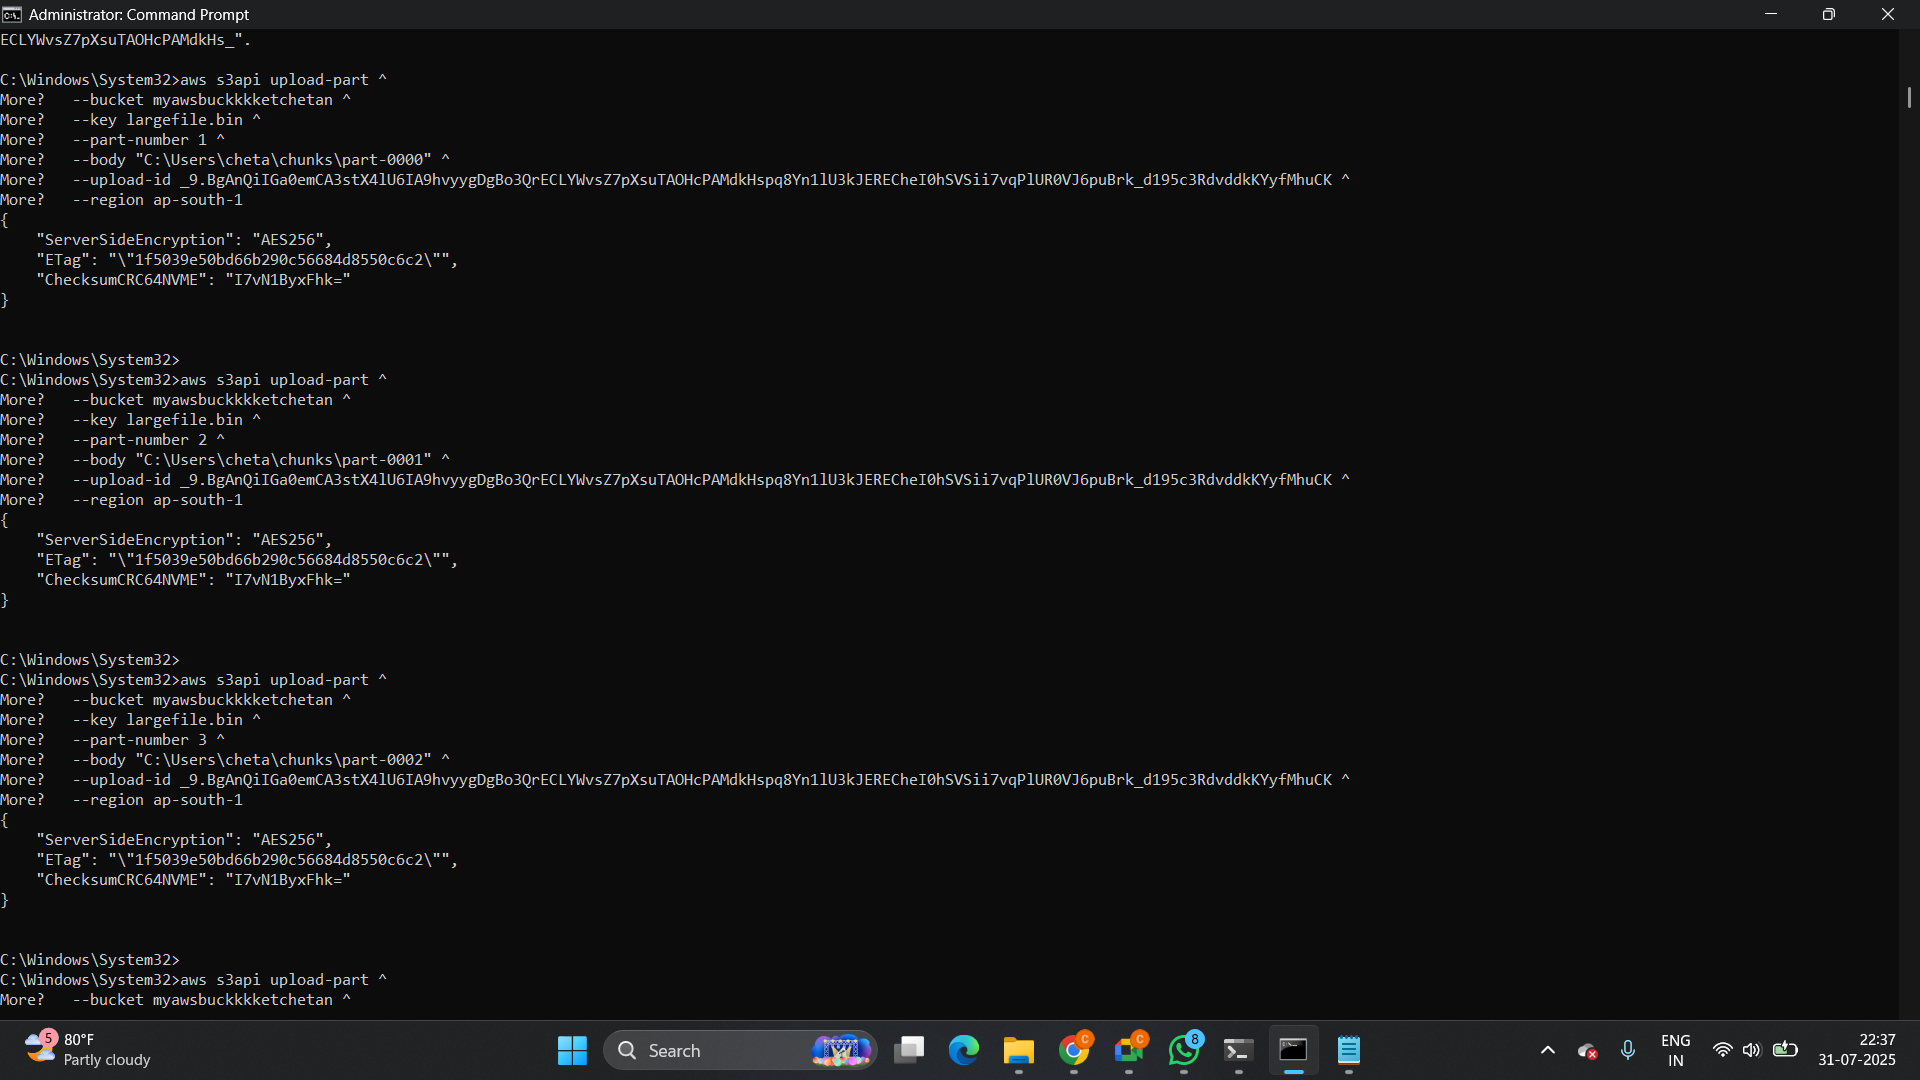 Administrator: Command Prompt
ECLYWvsZ7pXsuTAOHcPAMdkHs_".
C:\Windows\System32>aws s3api upload-part ^
More?   --bucket myawsbuckkkketchetan ^
More?   --key largefile.bin ^
More?   --part-number 1 ^
More?   --body "C:\Users\cheta\chunks\part-0000" ^
More?   --upload-id _9.BgAnQiIGa0emCA3stX4lU6IA9hvyygDgBo3QrECLYWvsZ7pXsuTAOHcPAMdkHspq8Yn1lU3kJERECheI0hSVSii7vqPlUR0VJ6puBrk_d195c3RdvddkKYyfMhuCK ^
More?   --region ap-south-1
{
    "ServerSideEncryption": "AES256",
    "ETag": "\"1f5039e50bd66b290c56684d8550c6c2\"",
    "ChecksumCRC64NVME": "I7vN1ByxFhk="
}
C:\Windows\System32>
C:\Windows\System32>aws s3api upload-part ^
More?   --bucket myawsbuckkkketchetan ^
More?   --key largefile.bin ^
More?   --part-number 2 ^
More?   --body "C:\Users\cheta\chunks\part-0001" ^
More?   --upload-id _9.BgAnQiIGa0emCA3stX4lU6IA9hvyygDgBo3QrECLYWvsZ7pXsuTAOHcPAMdkHspq8Yn1lU3kJERECheI0hSVSii7vqPlUR0VJ6puBrk_d195c3RdvddkKYyfMhuCK ^
More?   --region ap-south-1
{
    "ServerSideEncryption": "AES256",
    "ETag": "\"1f5039e50bd66b290c56684d8550c6c2\"",
    "ChecksumCRC64NVME": "I7vN1ByxFhk="
}
C:\Windows\System32>
C:\Windows\System32>aws s3api upload-part ^
More?   --bucket myawsbuckkkketchetan ^
More?   --key largefile.bin ^
More?   --part-number 3 ^
More?   --body "C:\Users\cheta\chunks\part-0002" ^
More?   --upload-id _9.BgAnQiIGa0emCA3stX4lU6IA9hvyygDgBo3QrECLYWvsZ7pXsuTAOHcPAMdkHspq8Yn1lU3kJERECheI0hSVSii7vqPlUR0VJ6puBrk_d195c3RdvddkKYyfMhuCK ^
More?   --region ap-south-1
{
    "ServerSideEncryption": "AES256",
    "ETag": "\"1f5039e50bd66b290c56684d8550c6c2\"",
    "ChecksumCRC64NVME": "I7vN1ByxFhk="
}
C:\Windows\System32>
C:\Windows\System32>aws s3api upload-part ^
More?   --bucket myawsbuckkkketchetan ^
5
80°F
Partly cloudy
Search
C
C
8
ENG
IN
22:37
31-07-2025